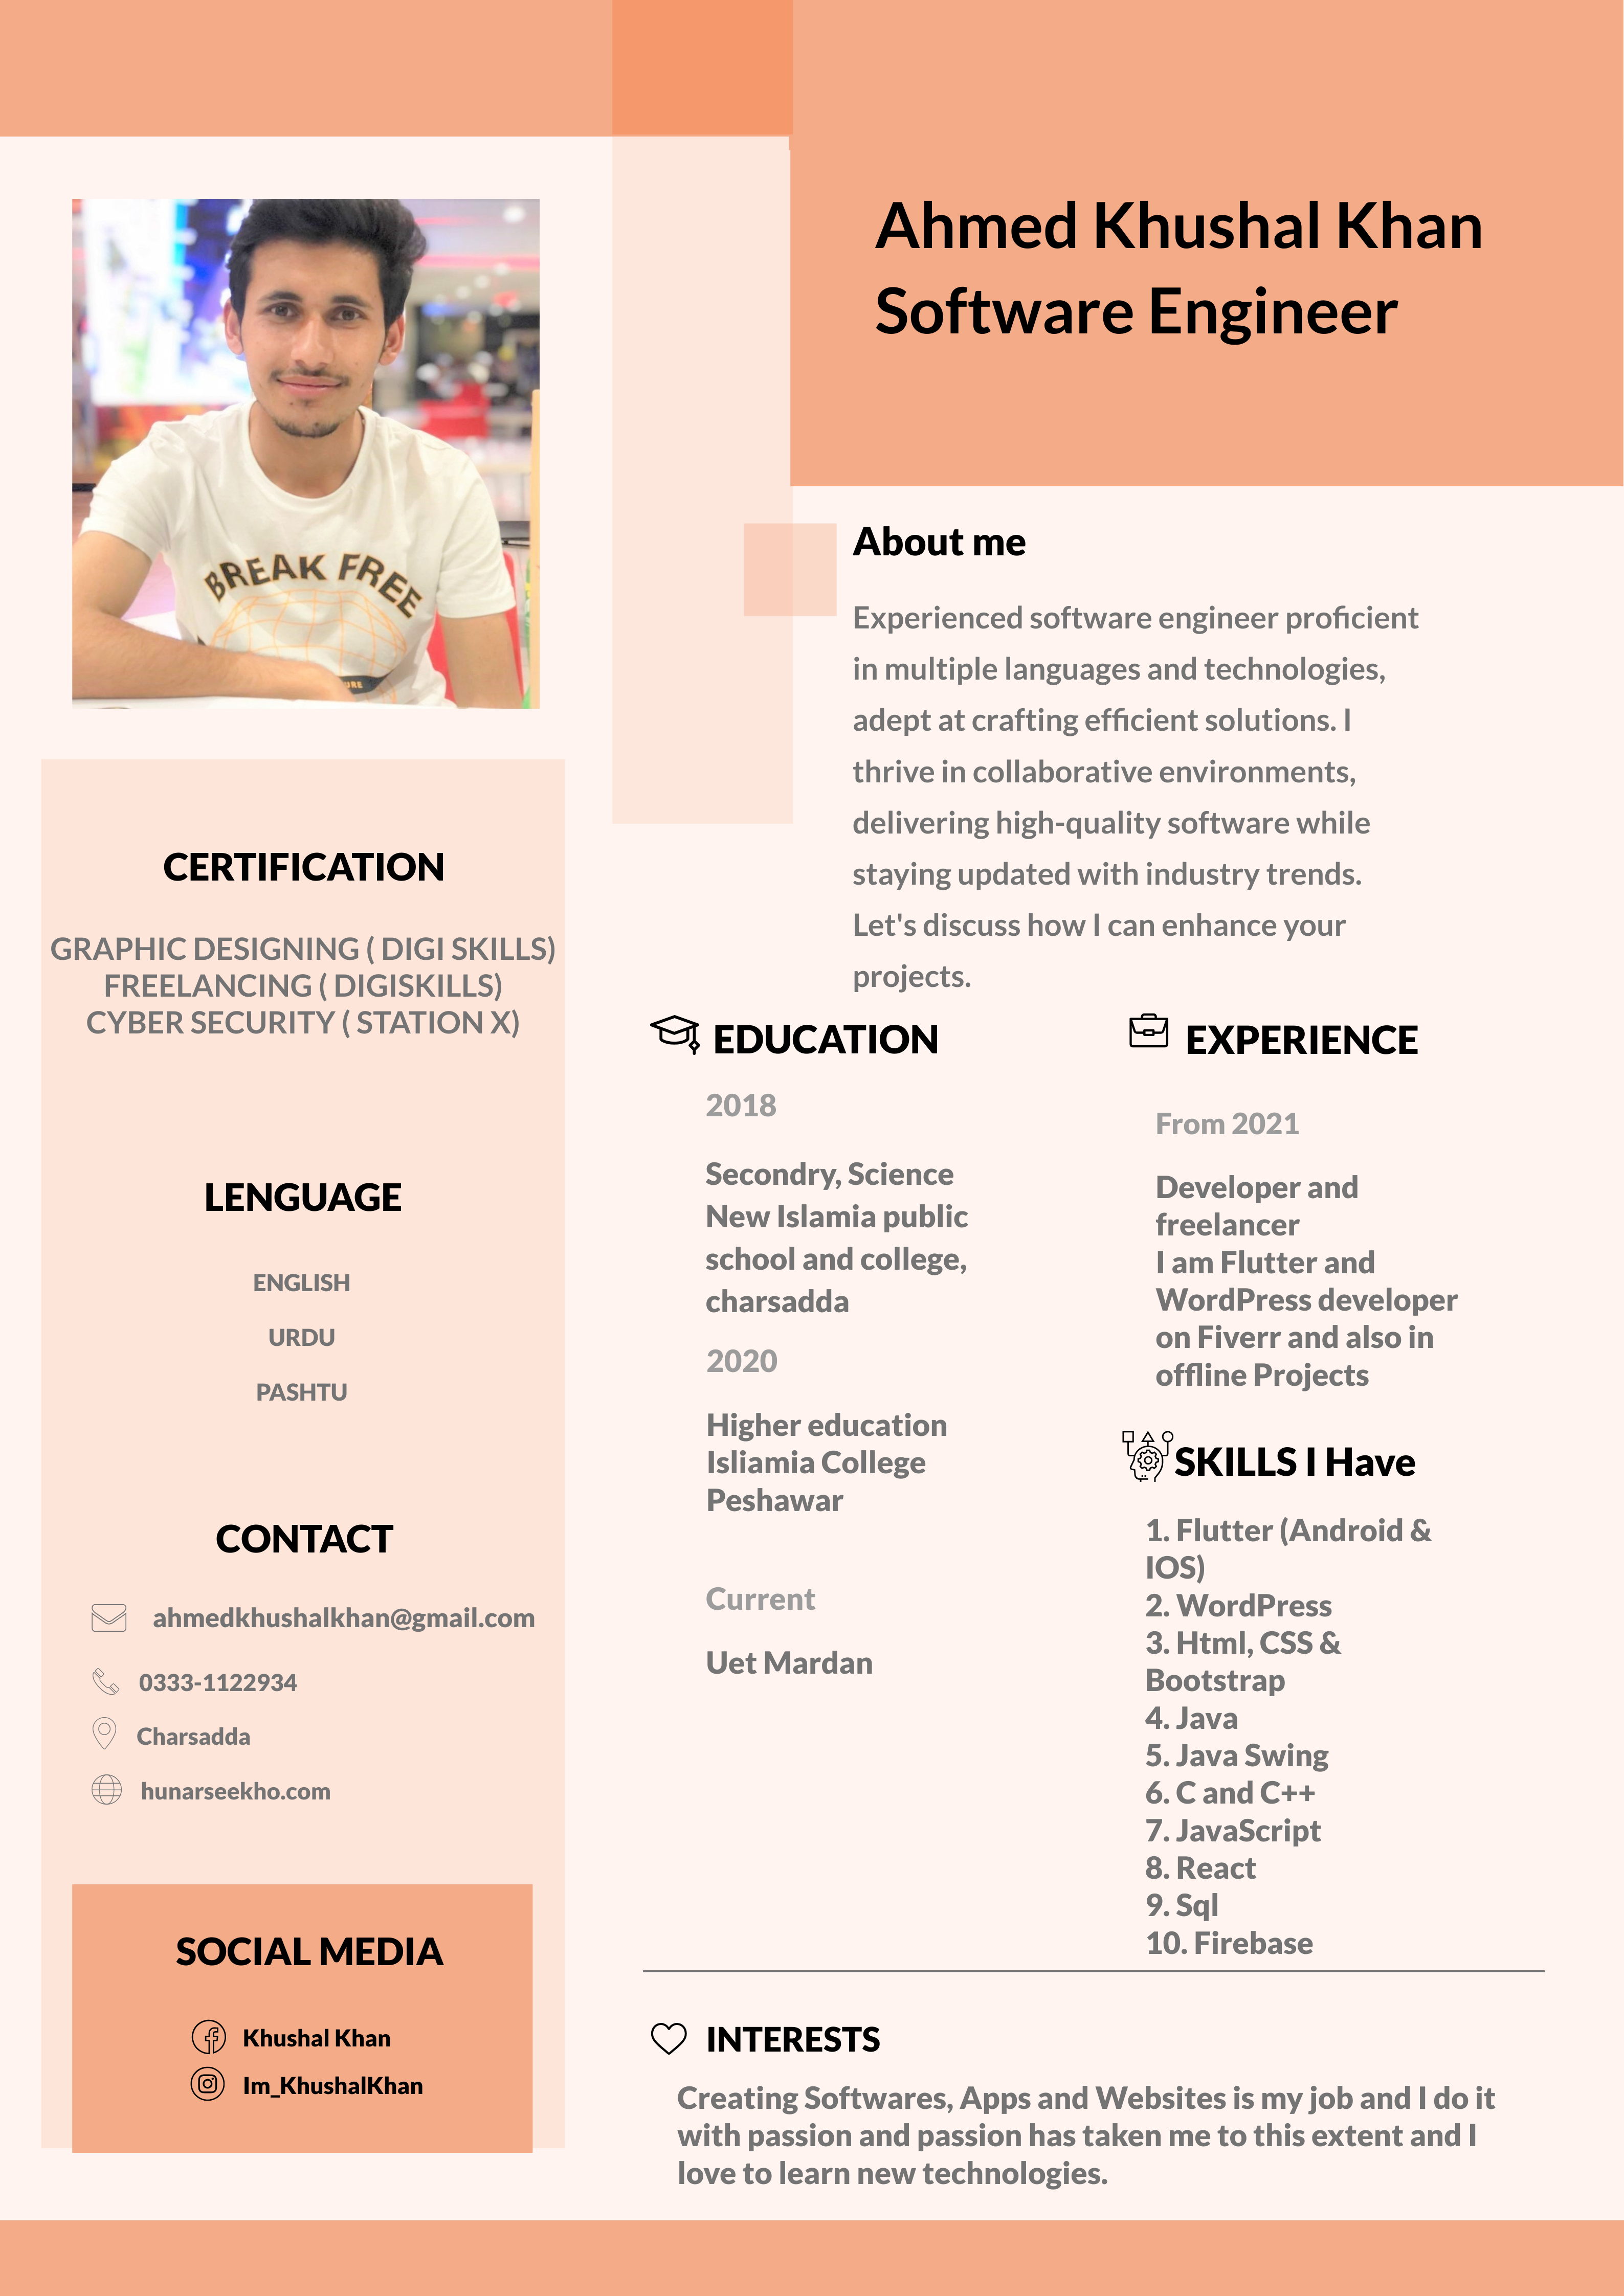 Ahmed Khushal Khan
Software Engineer
BREAK FREE
About me
Experienced software engineer proficient
in multiple languages and technologies,
adept at crafting efficient solutions. I
thrive in collaborative environments,
delivering high-quality software while
staying updated with industry trends.
Let's discuss how I can enhance your
projects.
CERTIFICATION
GRAPHIC DESIGNING ( DIGI SKILLS)
FREELANCING ( DIGISKILLS)
CYBER SECURITY ( STATION X)
LENGUAGE
ENGLISH
URDU
PASHTU
CONTACT
ahmedkhushalkhan@gmail.com
0333-1122934
Charsadda
hunarseekho.com
SOCIAL MEDIA
Khushal Khan
Im_KhushalKhan
EDUCATION
2018
Secondry, Science
New Islamia public
school and college,
charsadda
2020
Higher education
Isliamia College
Peshawar
Current
Uet Mardan
EXPERIENCE
From 2021
Developer and
freelancer
I am Flutter and
WordPress developer
on Fiverr and also in
offline Projects
SKILLS I Have
1. Flutter (Android &
IOS)
2. WordPress
3. Html, CSS &
Bootstrap
4. Java
5. Java Swing
6. C and C++
7. JavaScript
8. React
9. Sql
10. Firebase
INTERESTS
Creating Softwares, Apps and Websites is my job and I do it
with passion and passion has taken me to this extent and I
love to learn new technologies.